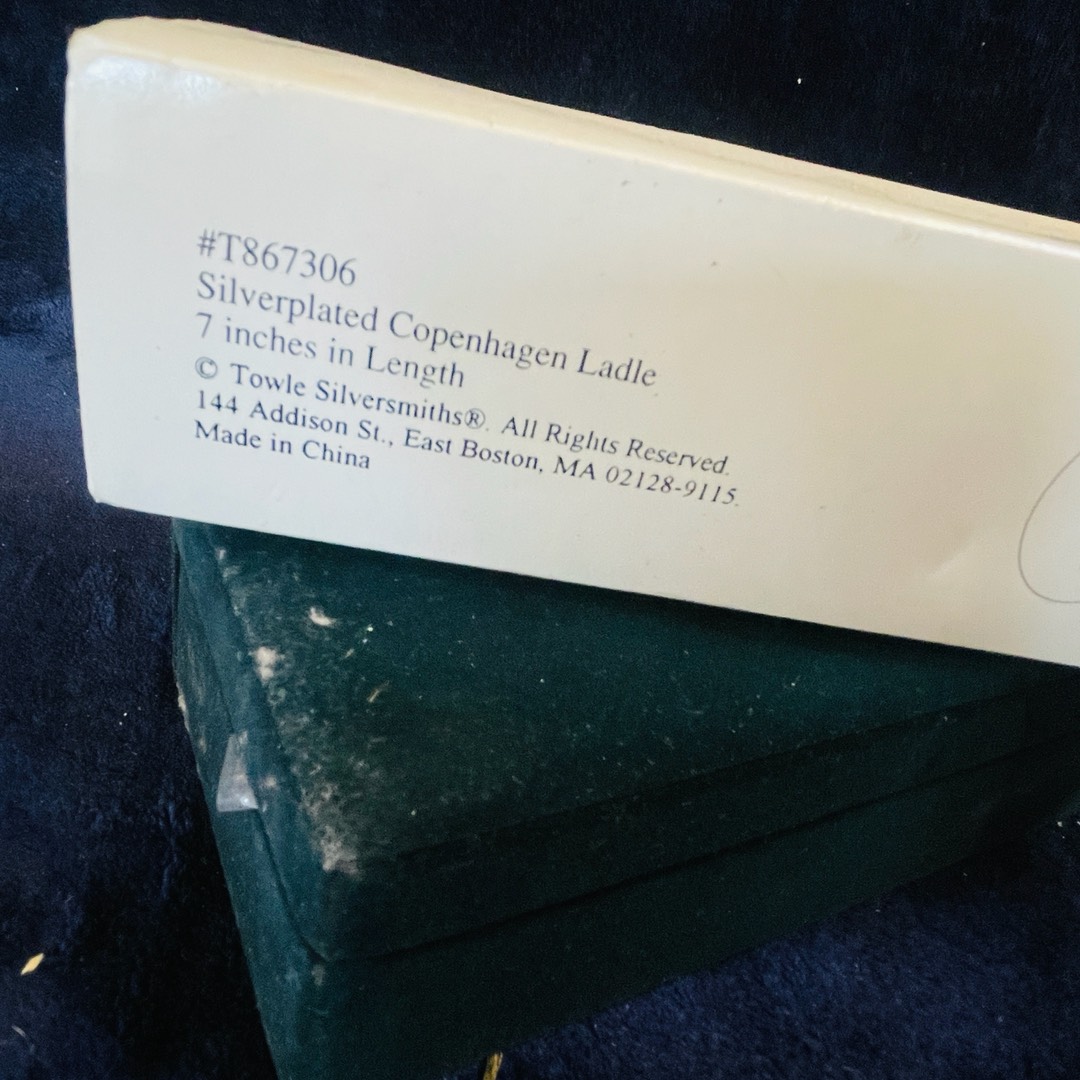 #T867306
Silverplated Copenhagen Ladle
7 inches in Length
© Towle Silversmiths®. All Rights Reserved.
144 Addison St., East Boston, MA 02128-9115.
Made in China